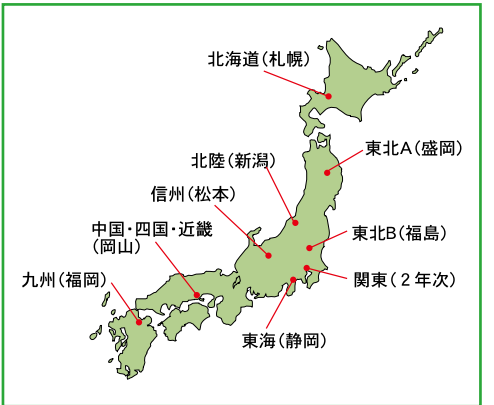 北海道(札幌)
東北A(盛岡)
北陸(新潟)
信州(松本)
中国・四国・近畿
(岡山)
東北B(福島)
九州(福岡)
関東(２年次)
東海(静岡)